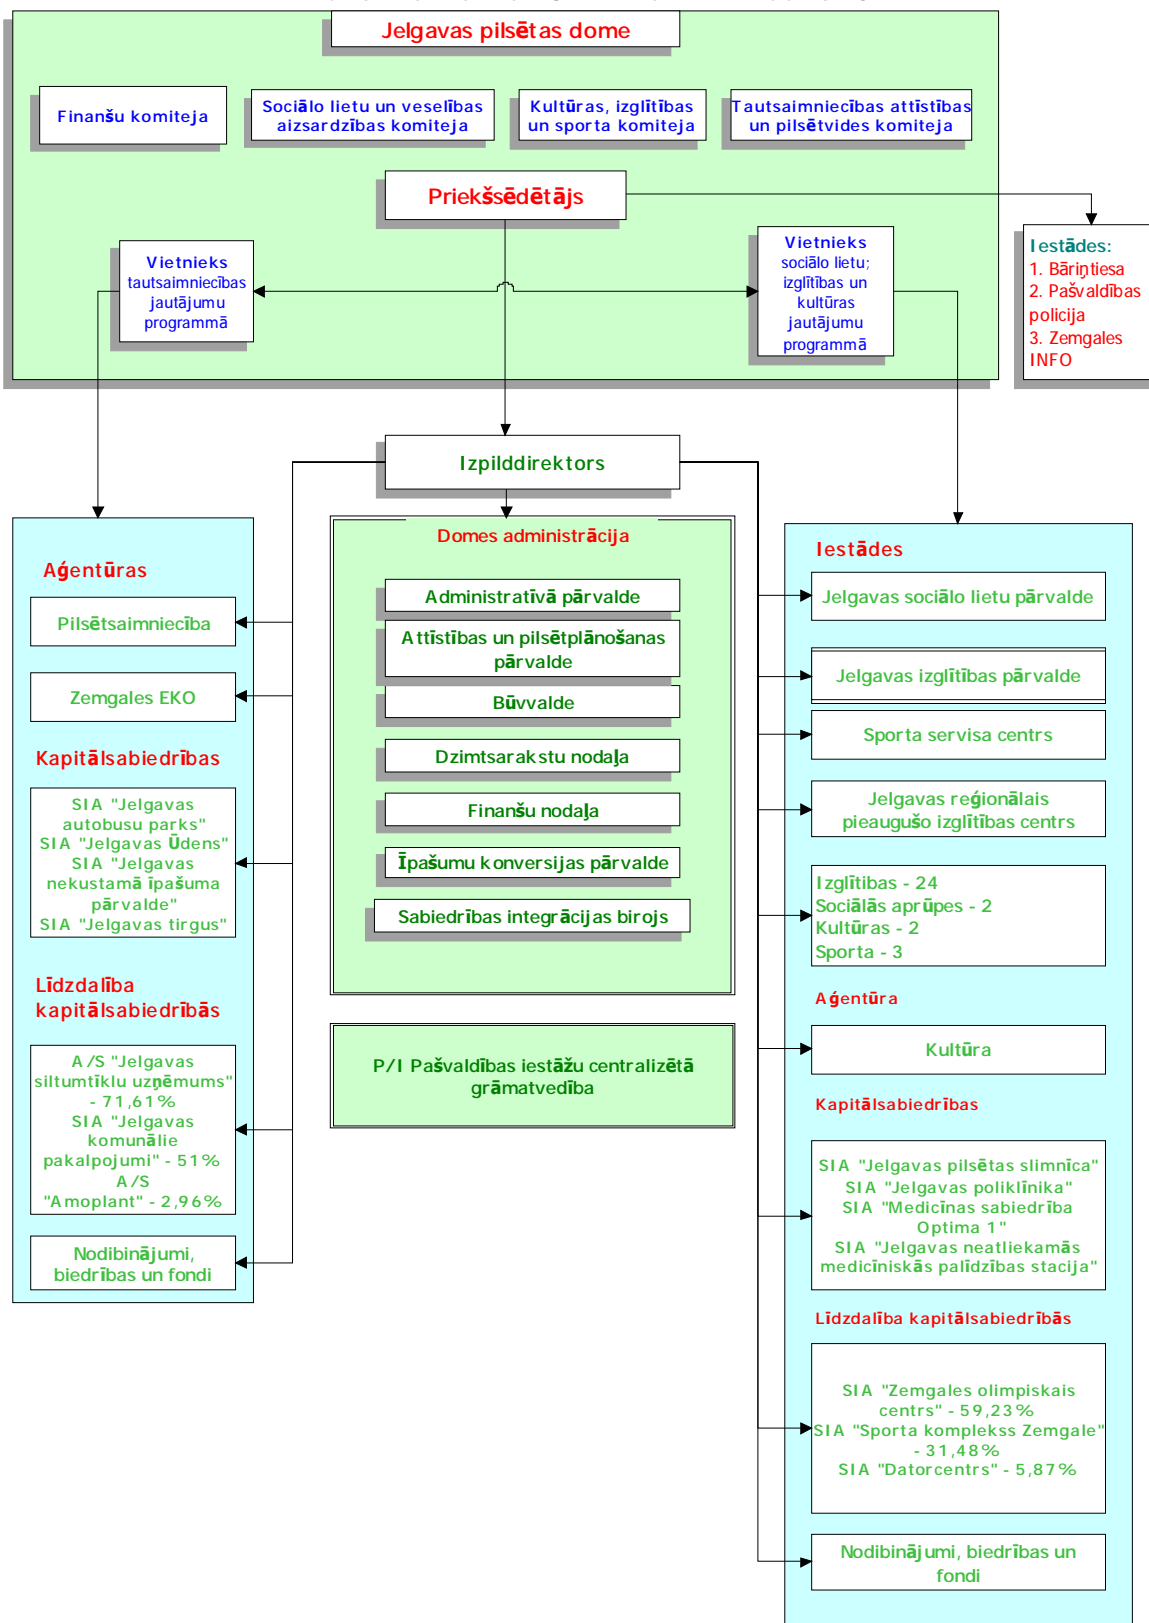 Jelgavas pilsētas dome
Finanšu komiteja
Sociālo lietu un veselības
aizsardzības komiteja
Kultūras, izglītības
un sporta komiteja
Tautsaimniecības attīstības
un pilsētvides komiteja
Priekšsēdētājs
Vietnieks
tautsaimniecības
jautājumu
programmā
Vietnieks
sociālo lietu;
izglītības un
kultūras
jautājumu
programmā
Iestādes:
1. Bāriņtiesa
2. Pašvaldības
policija
3. Zemgales
INFO
Izpilddirektors
Aģentūras
Pilsētsaimniecība
Zemgales EKO
Kapitālsabiedrības
SIA "Jelgavas
autobusu parks"
SIA "Jelgavas Ūdens"
SIA "Jelgavas
nekustamā īpašuma
pārvalde"
SIA "Jelgavas tirgus"
Līdzdalība
kapitālsabiedrībās
A/S "Jelgavas
siltumtīklu uzņēmums"
- 71,61%
SIA "Jelgavas
komunālie
pakalpojumi" - 51%
A/S
"Amoplant" - 2,96%
Nodibinājumi,
biedrības un fondi
Domes administrācija
Administratīvā pārvalde
Attīstības un pilsētplānošanas
pārvalde
Būvvalde
Dzimtsarakstu nodaļa
Finanšu nodaļa
Īpašumu konversijas pārvalde
Sabiedrības integrācijas birojs
P/I Pašvaldības iestāžu centralizētā
grāmatvedība
Iestādes
Jelgavas sociālo lietu pārvalde
Jelgavas izglītības pārvalde
Sporta servisa centrs
Jelgavas reģionālais
pieaugušo izglītības centrs
Izglītibas - 24
Sociālās aprūpes - 2
Kultūras - 2
Sporta - 3
Aģentūra
Kultūra
Kapitālsabiedrības
SIA "Jelgavas pilsētas slimnīca"
SIA "Jelgavas poliklīnika"
SIA "Medicīnas sabiedrība
Optima 1"
SIA "Jelgavas neatliekamās
medicīniskās palīdzības stacija"
Līdzdalība kapitālsabiedrībās
SIA "Zemgales olimpiskais
centrs" - 59,23%
SIA "Sporta komplekss Zemgale"
- 31,48%
SIA "Datorcentrs" - 5,87%
Nodibinājumi, biedrības un
fondi